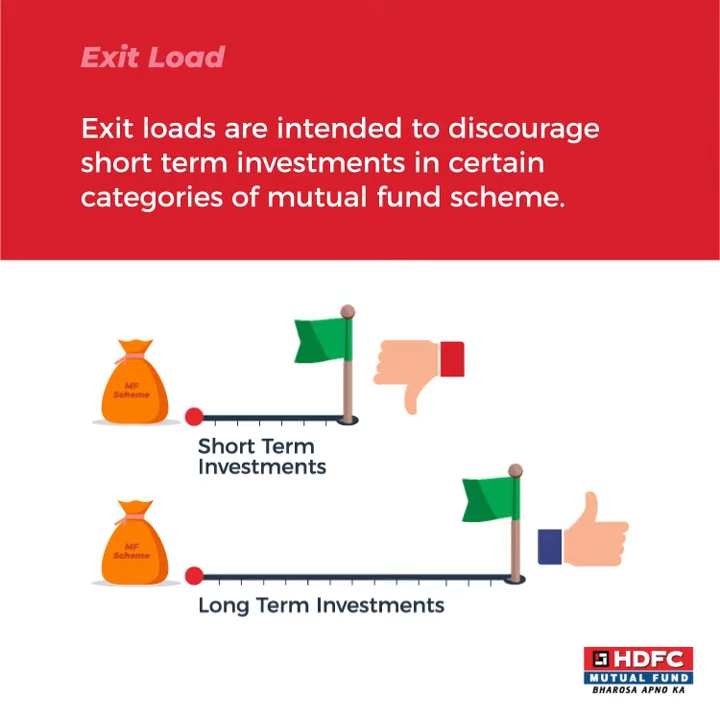 Exit Load
Exit loads are intended to discourage
short term investments in certain
categories of mutual fund scheme.
MF
Scheme
Short Term
Investments
MF
Scheme
Long Term Investments
HDFC
MUTUAL FUND
BHAROSA APNO KA